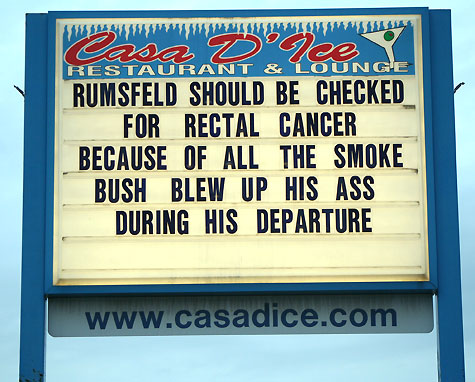 Casa D'Ice
RESTAURANT & LOUNGE
RUMSFELD SHOULD BE CHECKED
FOR RECTAL CANCER
BECAUSE OF ALL THE SMOKE
BUSH BLEW UP HIS ASS
DURING HIS DEPARTURE
www.casadice.com